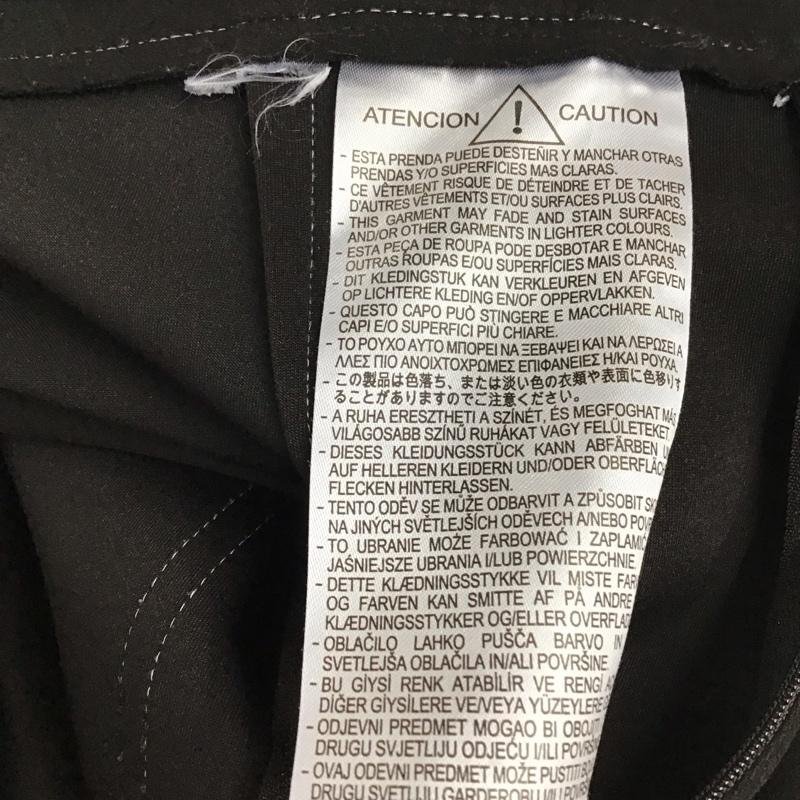 ATENCION ! CAUTION
- ESTA PRENDA PUEDE DESTEÑIR Y MANCHAR OTRAS
PRENDAS Y/O SUPERFICIES MAS CLARAS.
- CE VÊTEMENT RISQUE DE DÉTEINDRE ET DE TACHER
D'AUTRES VÊTEMENTS ET/OU SURFACES PLUS CLAIRS.
- THIS GARMENT MAY FADE AND STAIN SURFACES
AND/OR OTHER GARMENTS IN LIGHTER COLOURS.
- ESTA PEÇA DE ROUPA PODE DESBOTAR E MANCHAR
OUTRAS ROUPAS E/OU SUPERFÍCIES MAIS CLARAS.
- DIT KLEDINGSTUK KAN VERKLEUREN EN AFGEVEN
OP LICHTERE KLEDING EN/OF OPPERVLAKKEN.
- QUESTO CAPO PUÒ STINGERE E MACCHIARE ALTRI
CAPI E/O SUPERFICI PIÙ CHIARE.
- ΤΟ ΡΟΥΧΟ ΑΥΤΟ ΜΠΟΡΕΙ ΝΑ ΞΕΒΑΨΕΙ ΚΑΙ ΝΑ ΛΕΡΩΣΕΙ Α
ΛΛΕΣ ΠΙΟ ΑΝΟΙΧΤΟΧΡΩΜΕΣ ΕΠΙΦΑΝΕΙΕΣ Η/ΚΑΙ ΡΟΥΧΑ.
- この製品は色落ち、または淡い色の衣類や表面に色移りす
ることがありますのでご注意ください。
- A RUHA ERESZTHETI A SZÍNÉT, ÉS MEGFOGHAT MÁS
VILÁGOSABB SZÍNŰ RUHÁKAT VAGY FELÜLETEKET.
- DIESES KLEIDUNGSSTÜCK KANN ABFÄRBEN
AUF HELLEREN KLEIDERN UND/ODER
FLECKEN HINTERLASSEN.
- TENTO ODĚV SE MŮŽE ODBARVIT A ZPŮSOBIT
NA JINÝCH SVĚTLEJŠÍCH ODĚVECH A/NEBO
- TO UBRANIE MOŻE FARBOWAĆ I
JAŚNIEJSZE UBRANIA I/LUB POWIERZCHNIE.
- DETTE KLÆDNINGSSTYKKE VIL MISTE
OG FARVEN KAN SMITTE AF PÅ ANDRE
KLÆDNINGSSTYKKER OG/ELLER
- OBLAČILO LAHKO PUŠČA BARVO
SVETLEJŠA OBLAČILA IN/ALI POVRŠINE.
- BU GİYSİ RENK ATABİLİR VE RENGİ
DİĞER GİYSİLERE VE/VEYA
- ODJEVNI PREDMET MOGAO BI
DRUGU SVJETLIJU ODJEĆU I/ILI
- OVAJ ODEVNI PREDMET MOŽE PUSTITI
DRUGU SVETLIJU GARDEROBU I/ILI